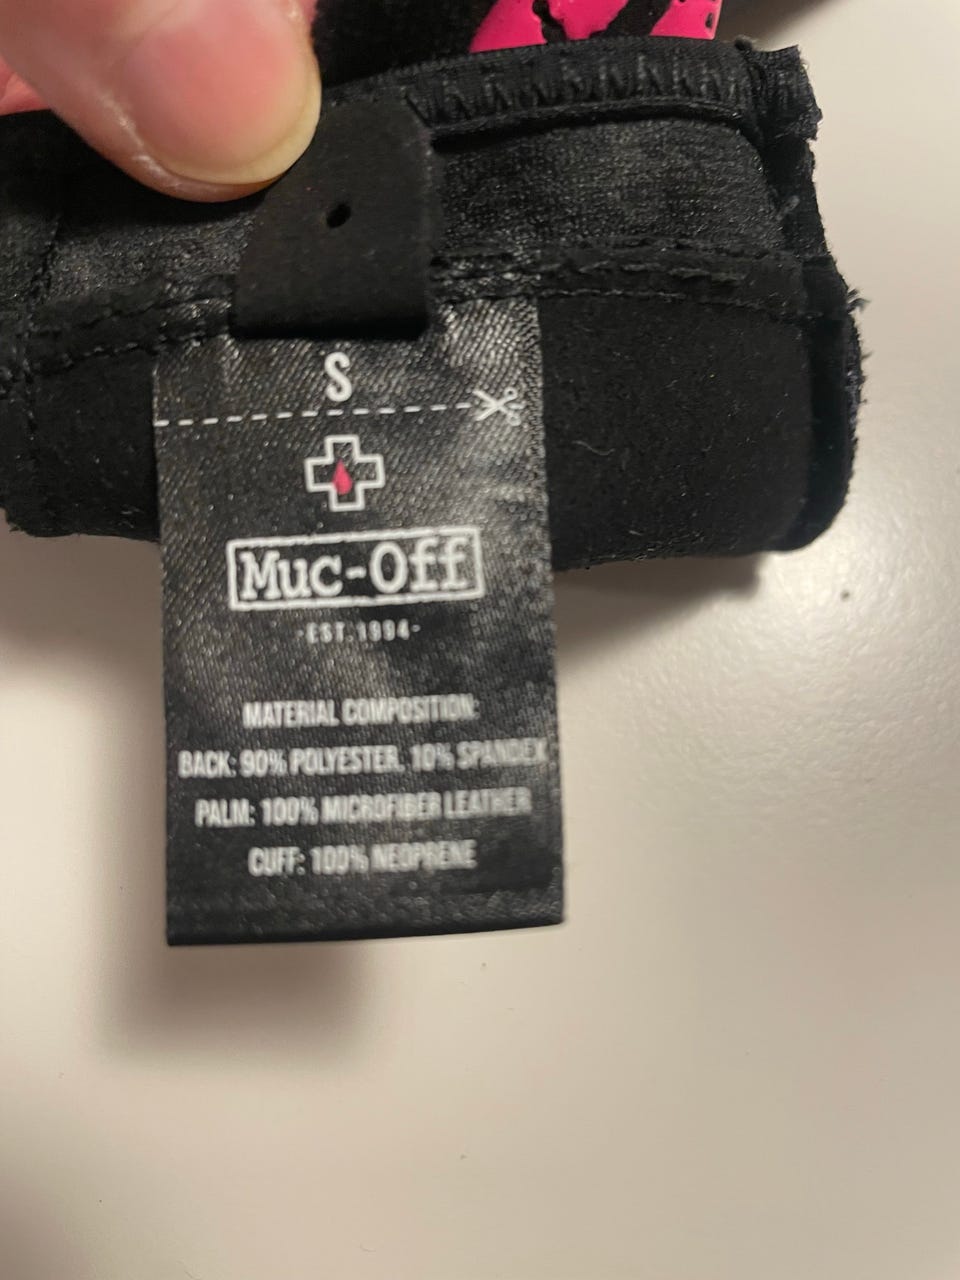 S
Muc-Off
-EST.1994-
MATERIAL COMPOSITION:
BACK: 90% POLYESTER, 10% SPANDEX
PALM: 100% MICROFIBER LEATHER
CUFF: 100% NEOPRENE